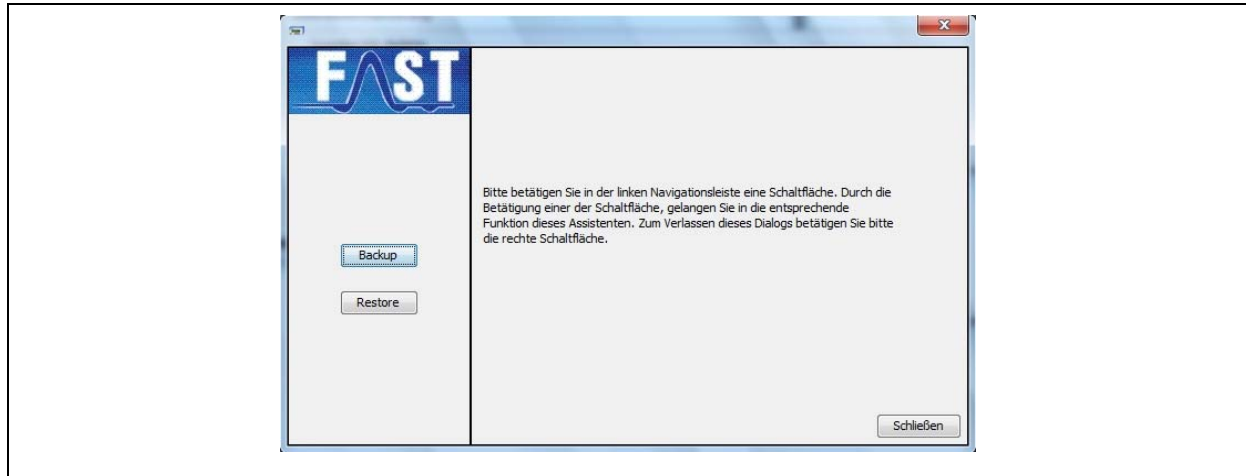 FAST
Bitte betätigen Sie in der linken Navigationsleiste eine Schaltfläche. Durch die
Betätigung einer der Schaltfläche, gelangen Sie in die entsprechende
Funktion dieses Assistenten. Zum Verlassen dieses Dialogs betätigen Sie bitte
die rechte Schaltfläche.
Backup
Restore
Schließen